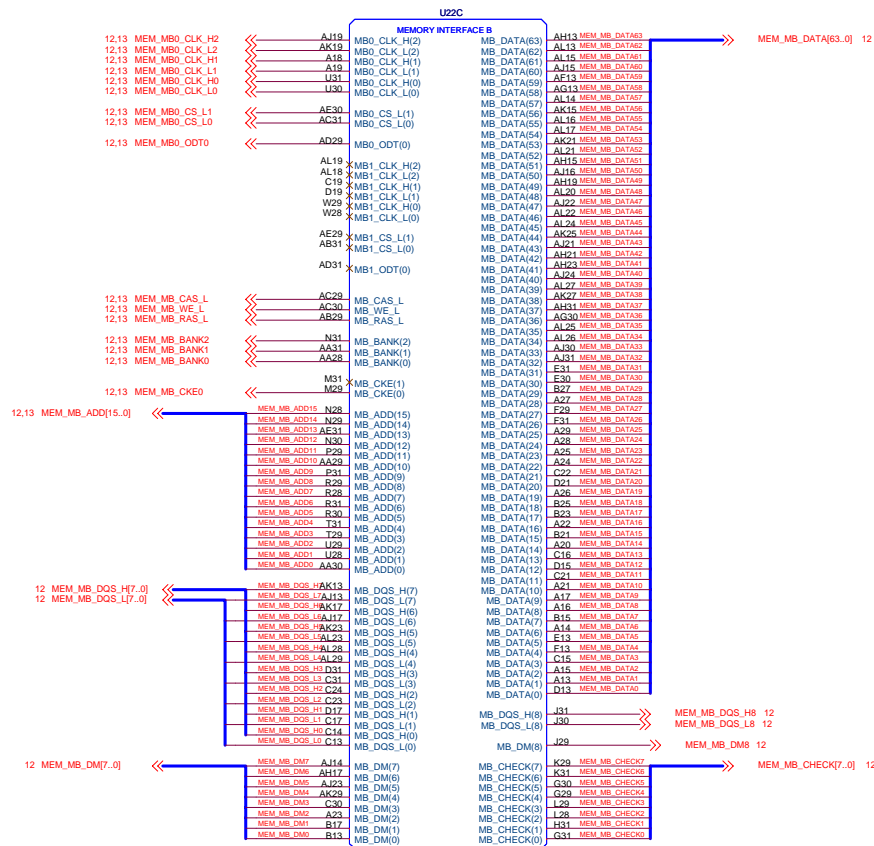 U22C
MEMORY INTERFACE B
12,13 MEM_MB0_CLK_H2 AJ19 MB0_CLK_H(2)
12,13 MEM_MB0_CLK_L2 AK19 MB0_CLK_L(2)
12,13 MEM_MB0_CLK_H1 A18 MB0_CLK_H(1)
12,13 MEM_MB0_CLK_L1 A19 MB0_CLK_L(1)
12,13 MEM_MB0_CLK_H0 U31 MB0_CLK_H(0)
12,13 MEM_MB0_CLK_L0 U30 MB0_CLK_L(0)
12,13 MEM_MB0_CS_L1 AE30 MB0_CS_L(1)
12,13 MEM_MB0_CS_L0 AC31 MB0_CS_L(0)
12,13 MEM_MB0_ODT0 AD29 MB0_ODT(0)
AL19 MB1_CLK_H(2)
AL18 MB1_CLK_L(2)
C19 MB1_CLK_H(1)
D19 MB1_CLK_L(1)
W29 MB1_CLK_H(0)
W28 MB1_CLK_L(0)
AE29 MB1_CS_L(1)
AB31 MB1_CS_L(0)
AD31 MB1_ODT(0)
12,13 MEM_MB_CAS_L AC29 MB_CAS_L
12,13 MEM_MB_WE_L AC30 MB_WE_L
12,13 MEM_MB_RAS_L AB29 MB_RAS_L
12,13 MEM_MB_BANK2 N31 MB_BANK(2)
12,13 MEM_MB_BANK1 AA31 MB_BANK(1)
12,13 MEM_MB_BANK0 AA28 MB_BANK(0)
M31 MB_CKE(1)
12,13 MEM_MB_CKE0 M29 MB_CKE(0)
12,13 MEM_MB_ADD[15..0]
MEM_MB_ADD15 N28 MB_ADD(15)
MEM_MB_ADD14 N29 MB_ADD(14)
MEM_MB_ADD13 AE31 MB_ADD(13)
MEM_MB_ADD12 N30 MB_ADD(12)
MEM_MB_ADD11 P29 MB_ADD(11)
MEM_MB_ADD10 AA29 MB_ADD(10)
MEM_MB_ADD9 P31 MB_ADD(9)
MEM_MB_ADD8 R29 MB_ADD(8)
MEM_MB_ADD7 R28 MB_ADD(7)
MEM_MB_ADD6 R31 MB_ADD(6)
MEM_MB_ADD5 R30 MB_ADD(5)
MEM_MB_ADD4 T31 MB_ADD(4)
MEM_MB_ADD3 T29 MB_ADD(3)
MEM_MB_ADD2 U29 MB_ADD(2)
MEM_MB_ADD1 U28 MB_ADD(1)
MEM_MB_ADD0 AA30 MB_ADD(0)
12 MEM_MB_DQS_H[7..0]
12 MEM_MB_DQS_L[7..0]
MEM_MB_DQS_H7 AK13 MB_DQS_H(7)
MEM_MB_DQS_L7 AJ13 MB_DQS_L(7)
MEM_MB_DQS_H6 AK17 MB_DQS_H(6)
MEM_MB_DQS_L6 AJ17 MB_DQS_L(6)
MEM_MB_DQS_H5 AK23 MB_DQS_H(5)
MEM_MB_DQS_L5 AL23 MB_DQS_L(5)
MEM_MB_DQS_H4 AL28 MB_DQS_H(4)
MEM_MB_DQS_L4 AL29 MB_DQS_L(4)
MEM_MB_DQS_H3 D31 MB_DQS_H(3)
MEM_MB_DQS_L3 C31 MB_DQS_L(3)
MEM_MB_DQS_H2 C24 MB_DQS_H(2)
MEM_MB_DQS_L2 C23 MB_DQS_L(2)
MEM_MB_DQS_H1 D17 MB_DQS_H(1)
MEM_MB_DQS_L1 C17 MB_DQS_L(1)
MEM_MB_DQS_H0 C14 MB_DQS_H(0)
MEM_MB_DQS_L0 C13 MB_DQS_L(0)
12 MEM_MB_DM[7..0]
MEM_MB_DM7 AJ14 MB_DM(7)
MEM_MB_DM6 AH17 MB_DM(6)
MEM_MB_DM5 AJ23 MB_DM(5)
MEM_MB_DM4 AK29 MB_DM(4)
MEM_MB_DM3 C30 MB_DM(3)
MEM_MB_DM2 A23 MB_DM(2)
MEM_MB_DM1 B17 MB_DM(1)
MEM_MB_DM0 B13 MB_DM(0)
MB_DATA(63) AH13 MEM_MB_DATA63
MEM_MB_DATA[63..0] 12
MB_DATA(62) AL13 MEM_MB_DATA62
MB_DATA(61) AL15 MEM_MB_DATA61
MB_DATA(60) AJ15 MEM_MB_DATA60
MB_DATA(59) AF13 MEM_MB_DATA59
MB_DATA(58) AG13 MEM_MB_DATA58
MB_DATA(57) AL14 MEM_MB_DATA57
MB_DATA(56) AK15 MEM_MB_DATA56
MB_DATA(55) AL16 MEM_MB_DATA55
MB_DATA(54) AL17 MEM_MB_DATA54
MB_DATA(53) AK21 MEM_MB_DATA53
MB_DATA(52) AL21 MEM_MB_DATA52
MB_DATA(51) AH15 MEM_MB_DATA51
MB_DATA(50) AJ16 MEM_MB_DATA50
MB_DATA(49) AH19 MEM_MB_DATA49
MB_DATA(48) AL20 MEM_MB_DATA48
MB_DATA(47) AJ22 MEM_MB_DATA47
MB_DATA(46) AL22 MEM_MB_DATA46
MB_DATA(45) AL24 MEM_MB_DATA45
MB_DATA(44) AK25 MEM_MB_DATA44
MB_DATA(43) AJ21 MEM_MB_DATA43
MB_DATA(42) AH21 MEM_MB_DATA42
MB_DATA(41) AH23 MEM_MB_DATA41
MB_DATA(40) AJ24 MEM_MB_DATA40
MB_DATA(39) AL27 MEM_MB_DATA39
MB_DATA(38) AK27 MEM_MB_DATA38
MB_DATA(37) AH31 MEM_MB_DATA37
MB_DATA(36) AG30 MEM_MB_DATA36
MB_DATA(35) AL25 MEM_MB_DATA35
MB_DATA(34) AL26 MEM_MB_DATA34
MB_DATA(33) AJ30 MEM_MB_DATA33
MB_DATA(32) AJ31 MEM_MB_DATA32
MB_DATA(31) E31 MEM_MB_DATA31
MB_DATA(30) E30 MEM_MB_DATA30
MB_DATA(29) B27 MEM_MB_DATA29
MB_DATA(28) A27 MEM_MB_DATA28
MB_DATA(27) F29 MEM_MB_DATA27
MB_DATA(26) F31 MEM_MB_DATA26
MB_DATA(25) A29 MEM_MB_DATA25
MB_DATA(24) A28 MEM_MB_DATA24
MB_DATA(23) A25 MEM_MB_DATA23
MB_DATA(22) A24 MEM_MB_DATA22
MB_DATA(21) C22 MEM_MB_DATA21
MB_DATA(20) D21 MEM_MB_DATA20
MB_DATA(19) A26 MEM_MB_DATA19
MB_DATA(18) B25 MEM_MB_DATA18
MB_DATA(17) B23 MEM_MB_DATA17
MB_DATA(16) A22 MEM_MB_DATA16
MB_DATA(15) B21 MEM_MB_DATA15
MB_DATA(14) A20 MEM_MB_DATA14
MB_DATA(13) C16 MEM_MB_DATA13
MB_DATA(12) D15 MEM_MB_DATA12
MB_DATA(11) C21 MEM_MB_DATA11
MB_DATA(10) A21 MEM_MB_DATA10
MB_DATA(9) A17 MEM_MB_DATA9
MB_DATA(8) A16 MEM_MB_DATA8
MB_DATA(7) B15 MEM_MB_DATA7
MB_DATA(6) A14 MEM_MB_DATA6
MB_DATA(5) E13 MEM_MB_DATA5
MB_DATA(4) F13 MEM_MB_DATA4
MB_DATA(3) C15 MEM_MB_DATA3
MB_DATA(2) A15 MEM_MB_DATA2
MB_DATA(1) A13 MEM_MB_DATA1
MB_DATA(0) D13 MEM_MB_DATA0
MB_DQS_H(8) J31 MEM_MB_DQS_H8 12
MB_DQS_L(8) J30 MEM_MB_DQS_L8 12
MB_DM(8) J29 MEM_MB_DM8 12
MB_CHECK(7) K29 MEM_MB_CHECK7
MEM_MB_CHECK[7..0] 12
MB_CHECK(6) K31 MEM_MB_CHECK6
MB_CHECK(5) G30 MEM_MB_CHECK5
MB_CHECK(4) G29 MEM_MB_CHECK4
MB_CHECK(3) L29 MEM_MB_CHECK3
MB_CHECK(2) L28 MEM_MB_CHECK2
MB_CHECK(1) H31 MEM_MB_CHECK1
MB_CHECK(0) G31 MEM_MB_CHECK0